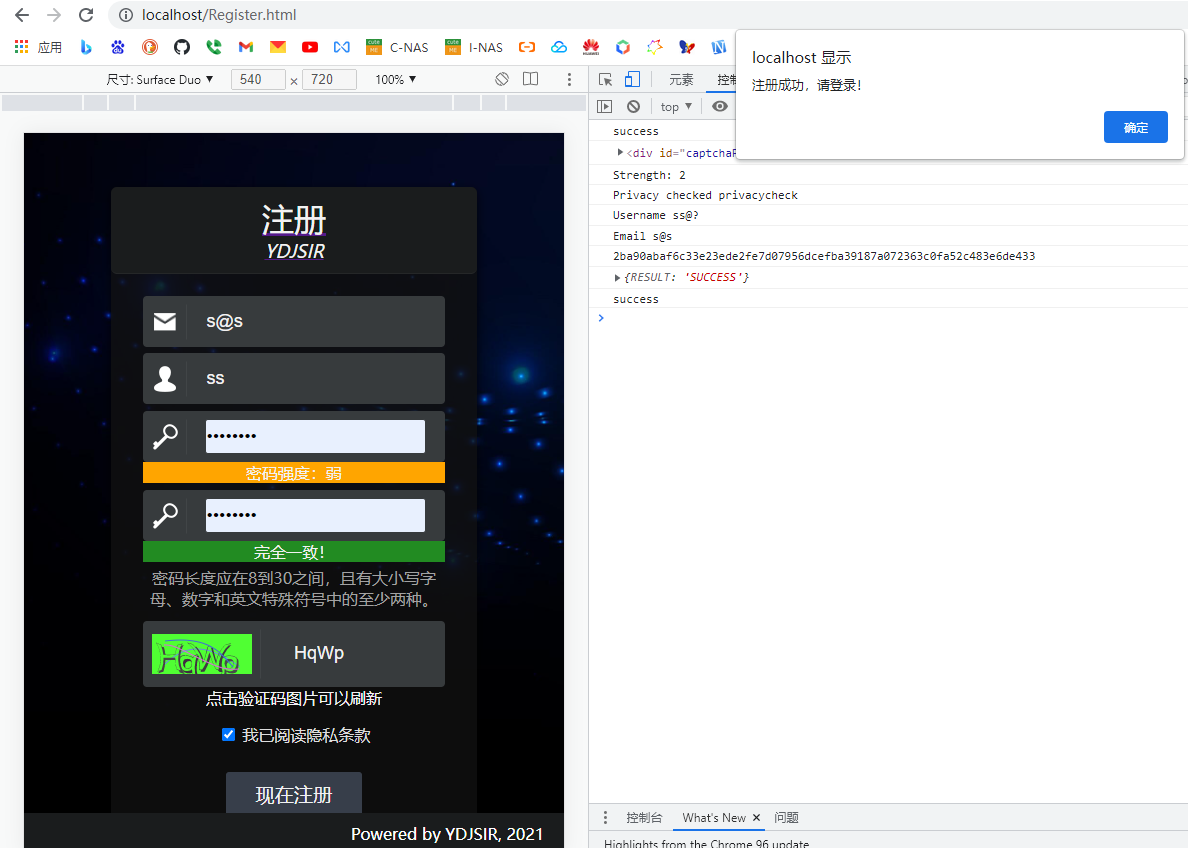 localhost/Register.html
应用
C-NAS
I-NAS
localhost 显示
注册成功，请登录！
确定
尺寸: Surface Duo ▼ 540 × 720 100% ▼
元素
top ▼
success
<div id="captcha
Strength: 2
Privacy checked privacycheck
Username ss@?
Email s@s
2ba90abaf6c33e23ede2fe7d07956dcefba39187a072363c0fa52c483e6de433
{RESULT: 'SUCCESS'}
success
注册
YDJSIR
s@s
ss
••••••••
密码强度：弱
••••••••
完全一致！
密码长度应在8到30之间，且有大小写字
母、数字和英文特殊符号中的至少两种。
HqWp
HqWp
点击验证码图片可以刷新
我已阅读隐私条款
现在注册
Powered by YDJSIR, 2021
控制台 What's New × 问题
Highlights from the Chrome 96 update